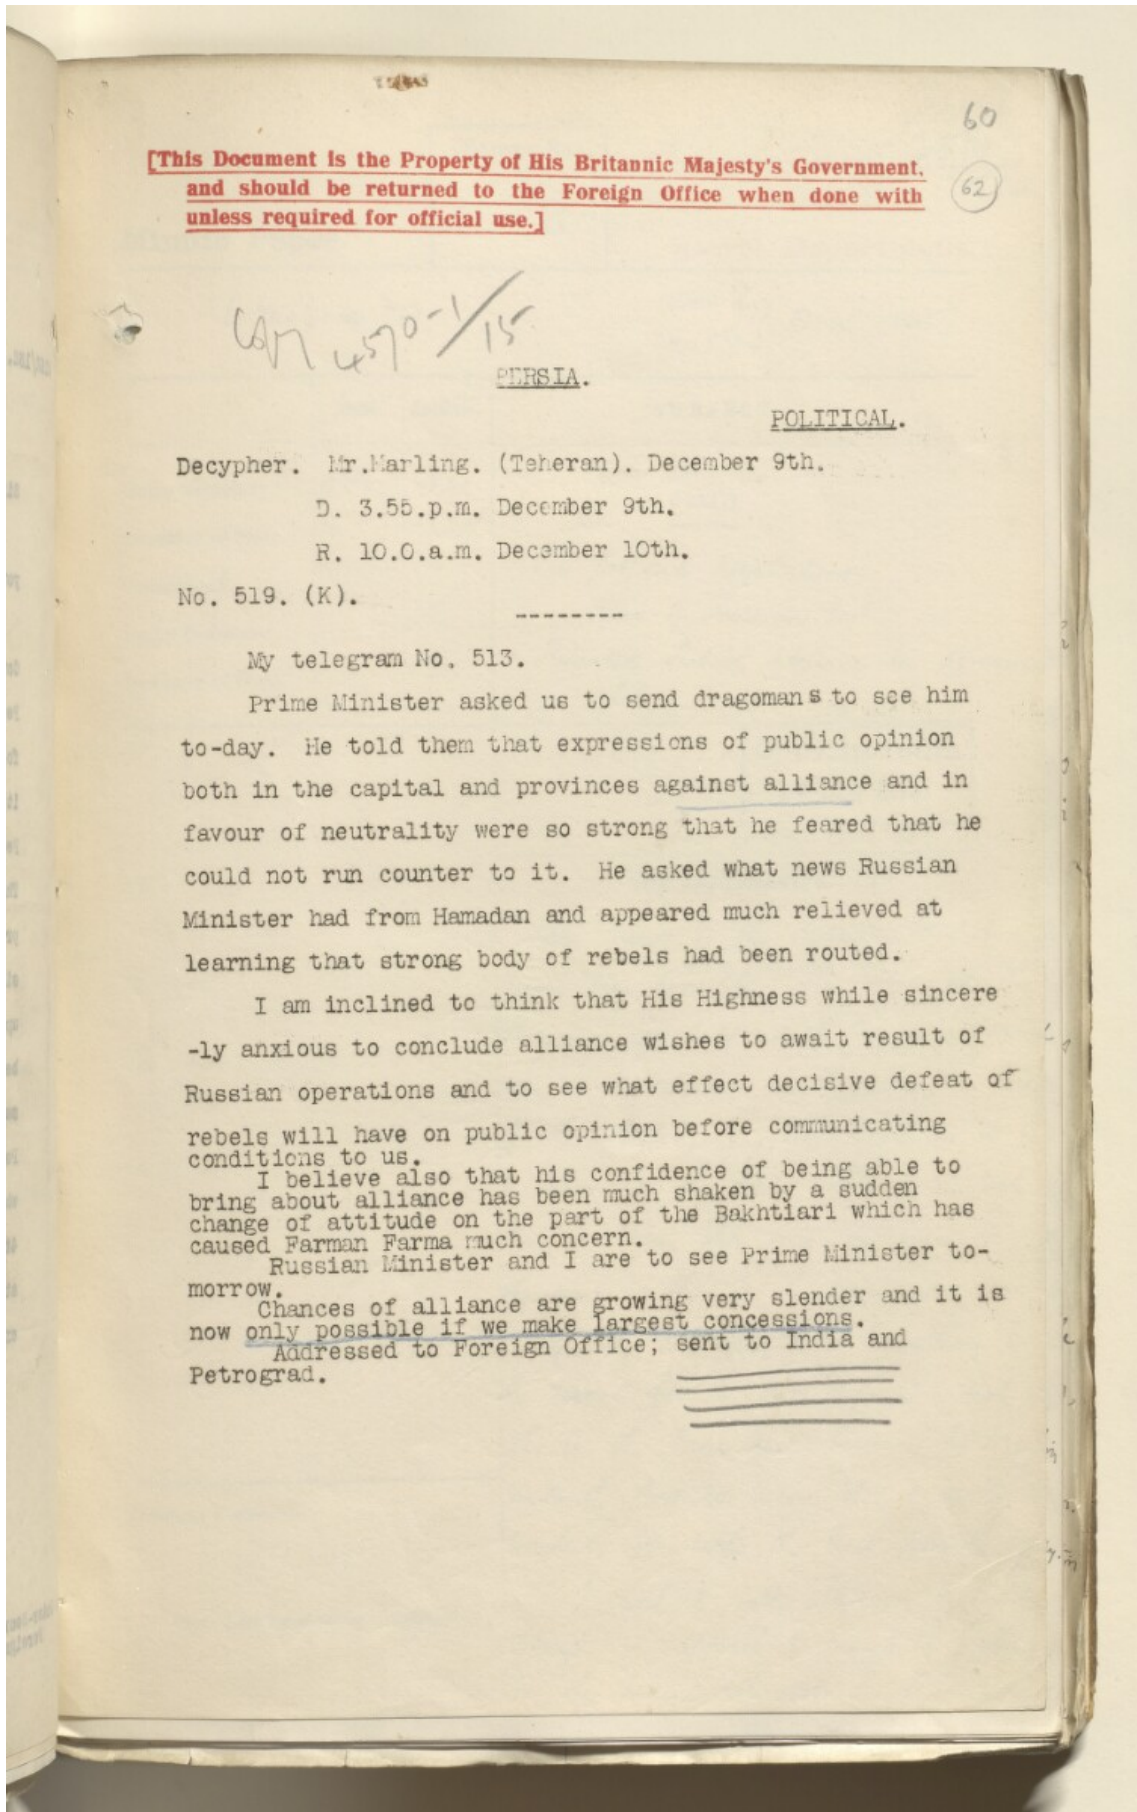 60
[This Document is the Property of His Britannic Majesty's Government,
and should be returned to the Foreign Office when done with
unless required for official use.]
62
Copy 4570-1/15
PERSIA.
POLITICAL.
Decypher. Mr.Marling. (Teheran). December 9th.
D. 3.55.p.m. December 9th.
R. 10.0.a.m. December 10th.
No. 519. (K).
--------
My telegram No. 513.
Prime Minister asked us to send dragomans to see him
to-day. He told them that expressions of public opinion
both in the capital and provinces against alliance and in
favour of neutrality were so strong that he feared that he
could not run counter to it. He asked what news Russian
Minister had from Hamadan and appeared much relieved at
learning that strong body of rebels had been routed.
I am inclined to think that His Highness while sincere
-ly anxious to conclude alliance wishes to await result of
Russian operations and to see what effect decisive defeat of
rebels will have on public opinion before communicating
conditions to us.
I believe also that his confidence of being able to
bring about alliance has been much shaken by a sudden
change of attitude on the part of the Bakhtiari which has
caused Farman Farma much concern.
Russian Minister and I are to see Prime Minister to-
morrow.
Chances of alliance are growing very slender and it is
now only possible if we make largest concessions.
Addressed to Foreign Office; sent to India and
Petrograd.